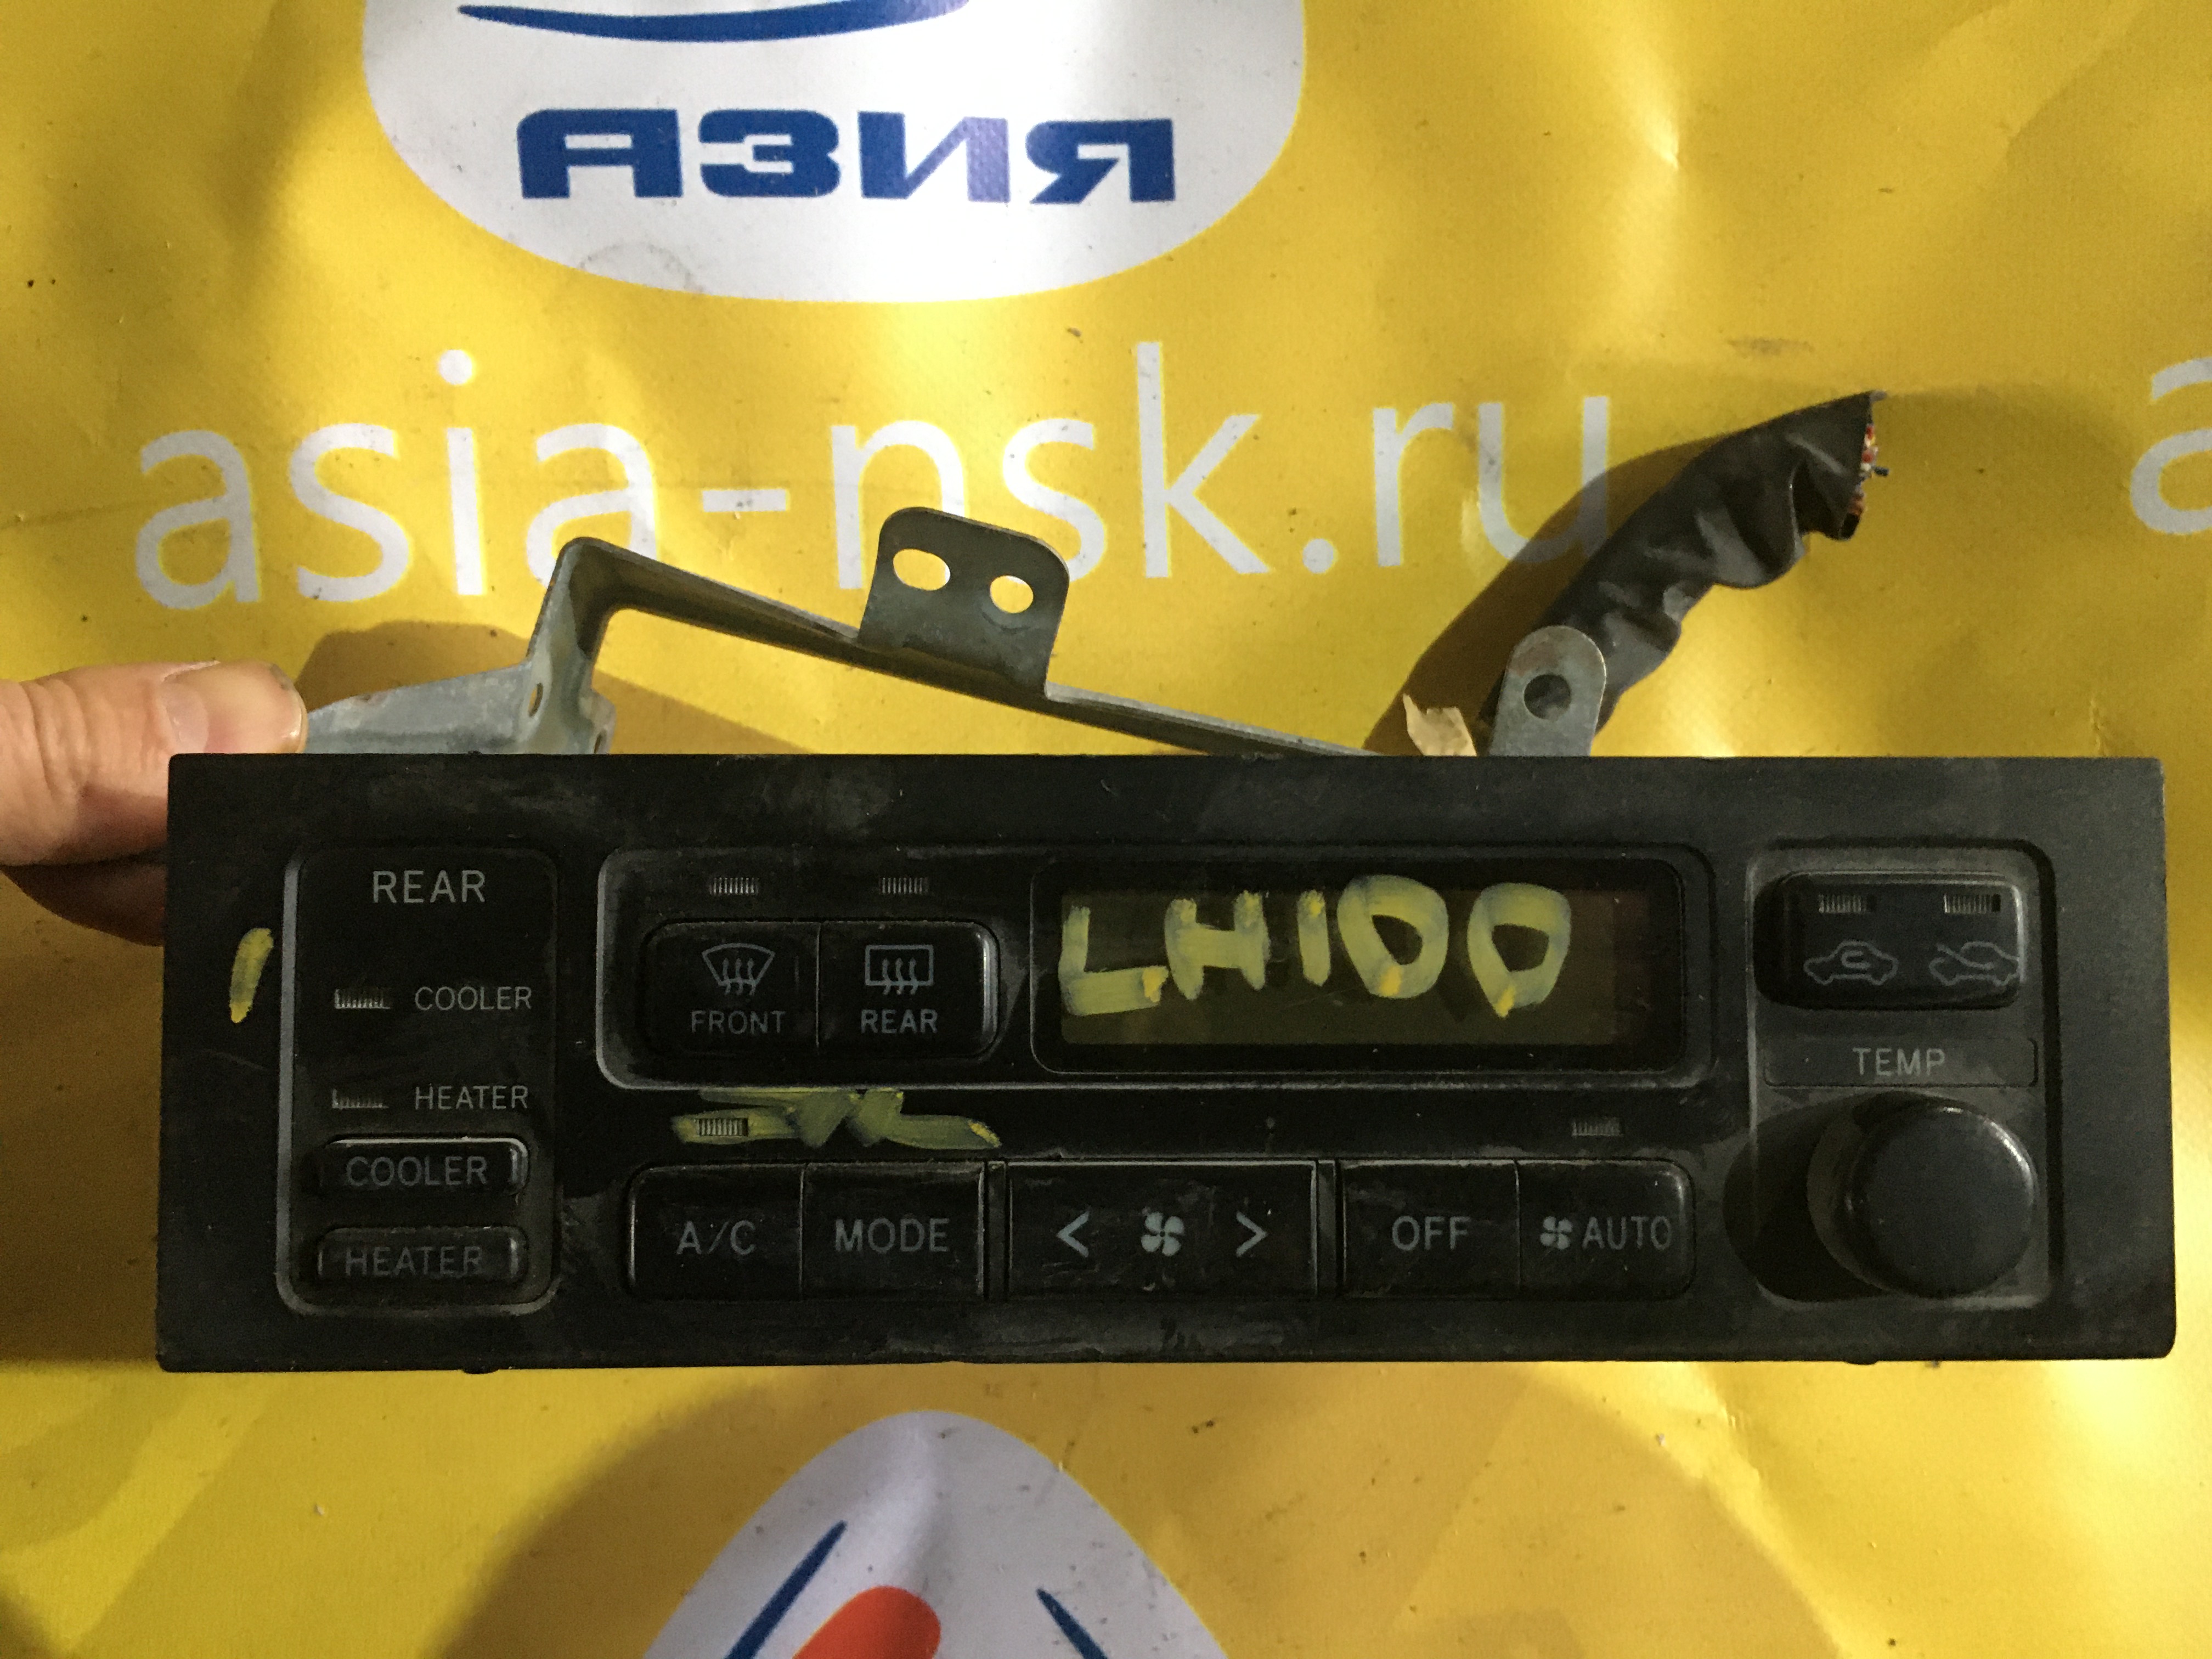 АЗИЯ
asia-nsk.ru
a
REAR
COOLER
HEATER
COOLER
HEATER
FRONT
REAR
LH100
TEMP
A/C
MODE
< >
OFF
AUTO